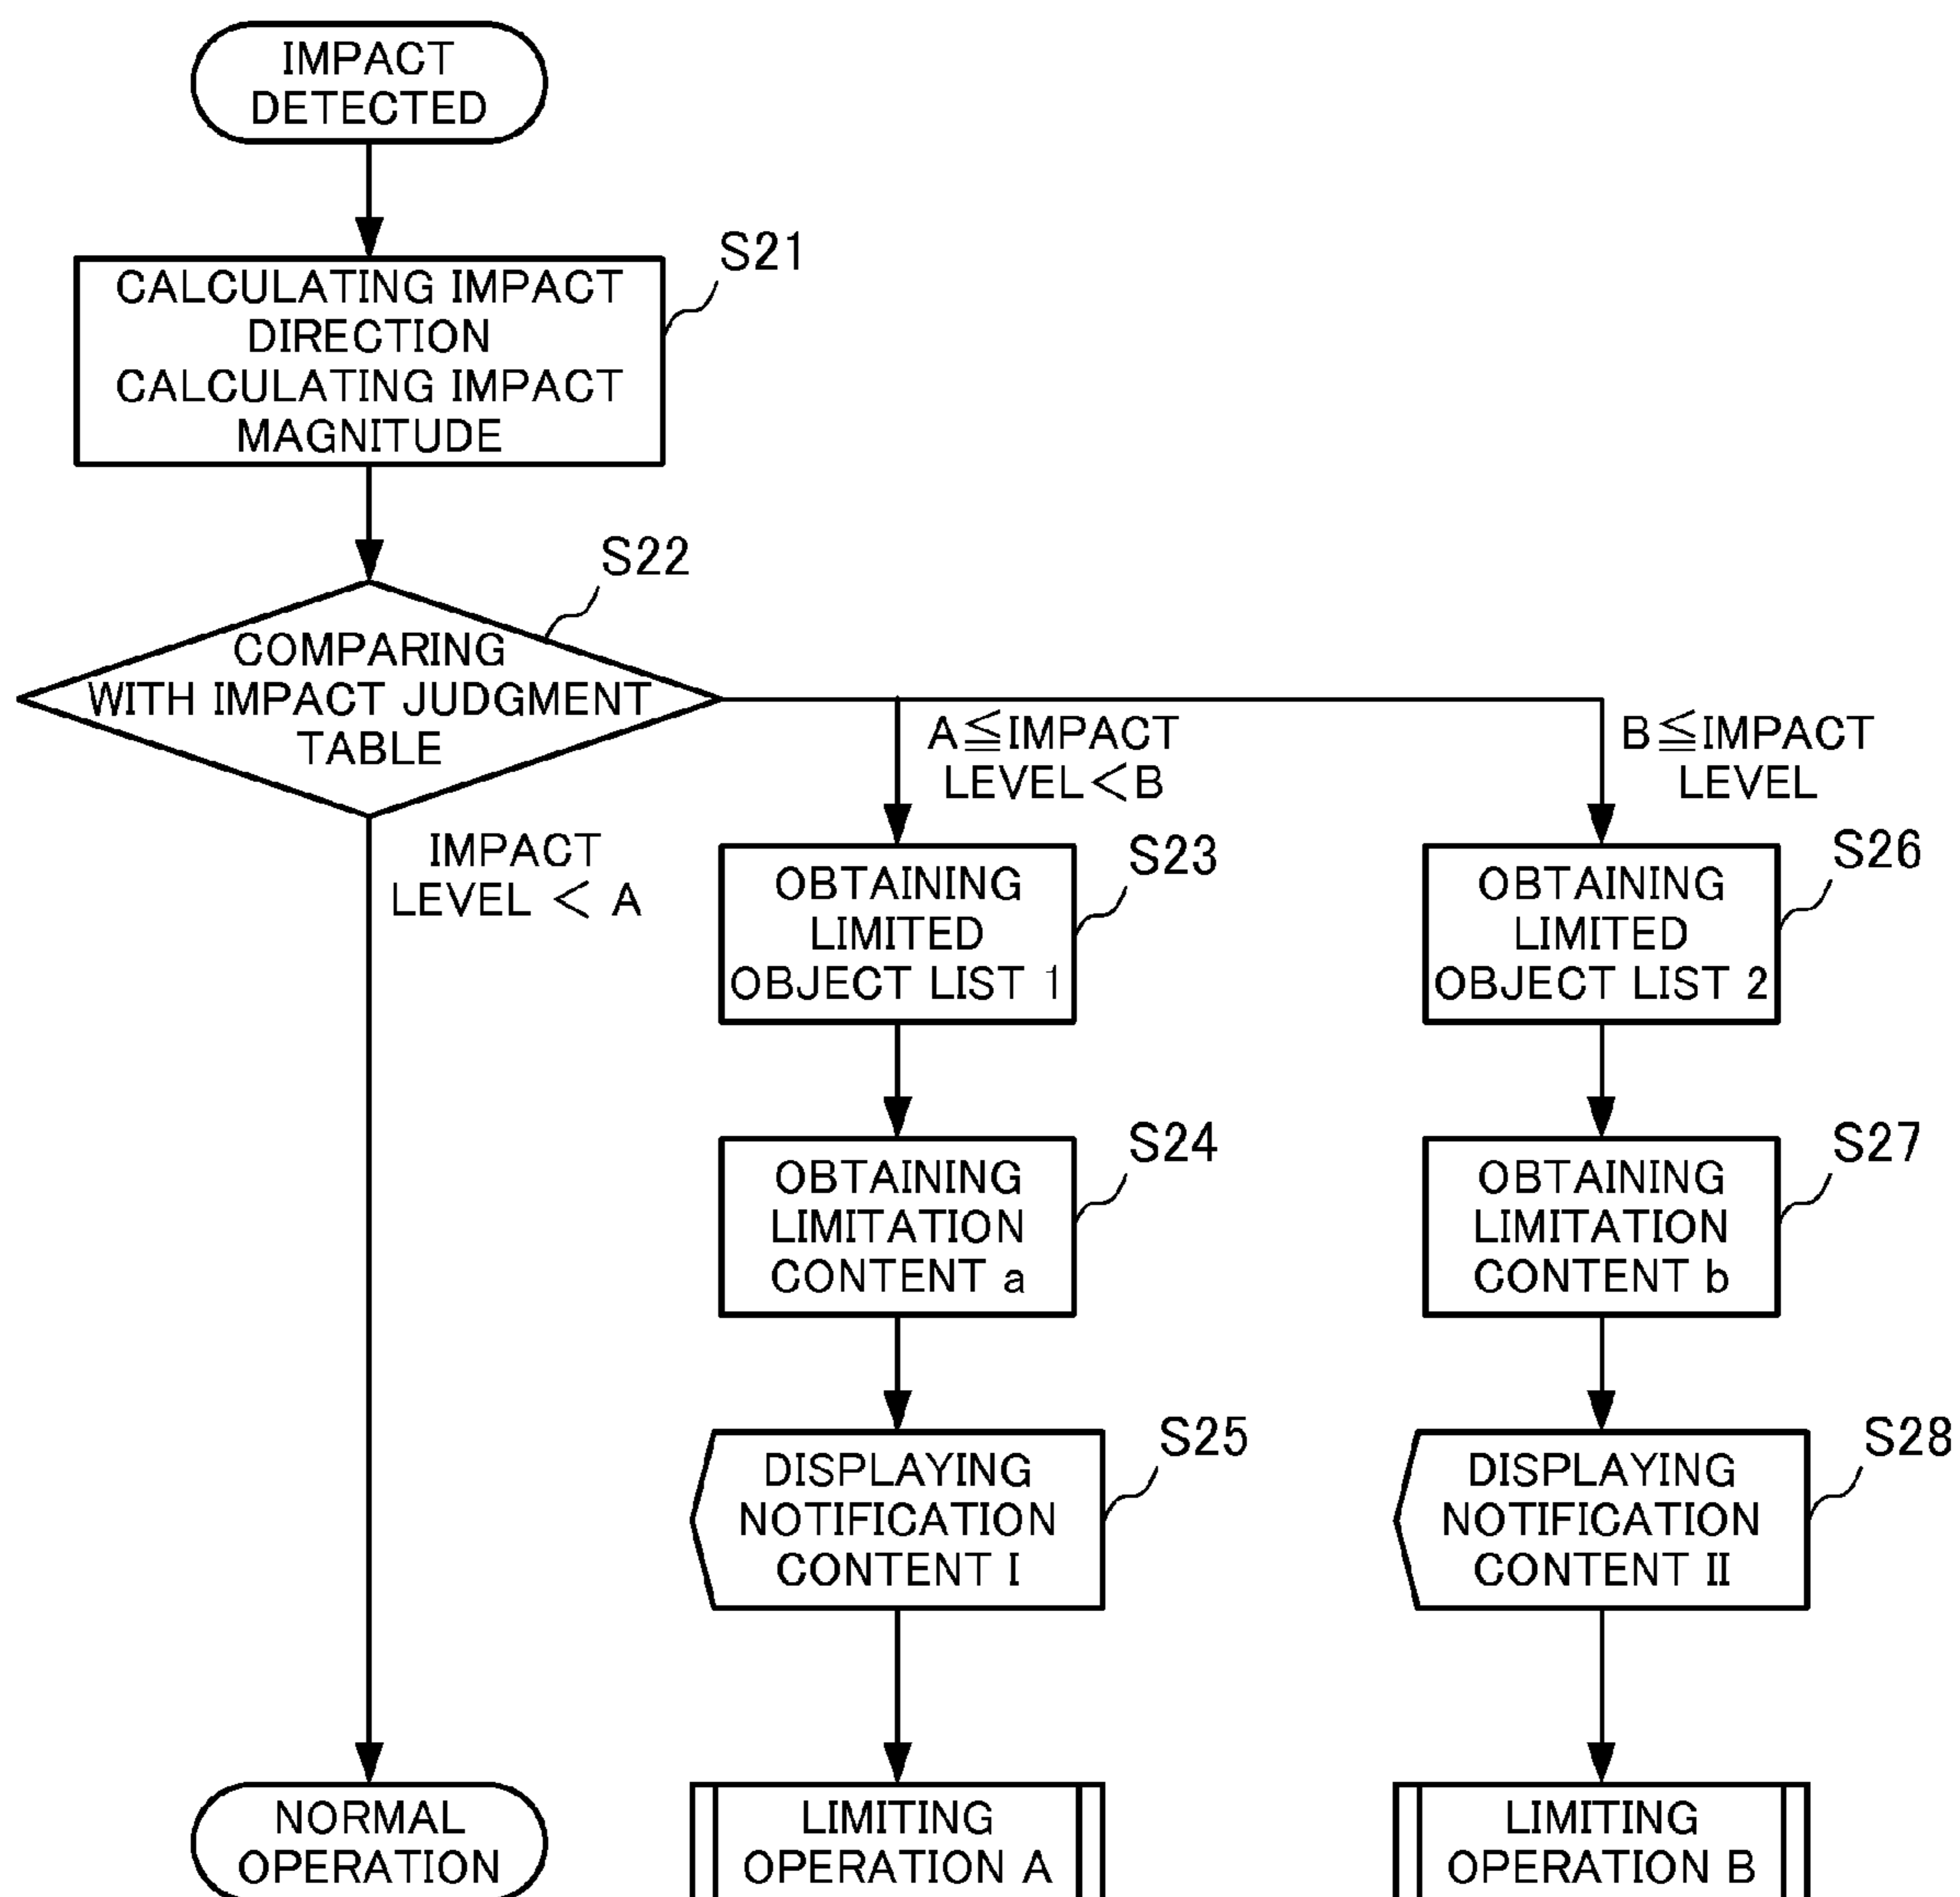 IMPACT
DETECTED
S21
CALCULATING IMPACT
DIRECTION
CALCULATING IMPACT
MAGNITUDE
S22
COMPARING
WITH IMPACT JUDGMENT
TABLE
IMPACT
LEVEL < A
A≦IMPACT
LEVEL<B
B≦IMPACT
LEVEL
S23
OBTAINING
LIMITED
OBJECT LIST 1
S24
OBTAINING
LIMITATION
CONTENT a
S25
DISPLAYING
NOTIFICATION
CONTENT I
S26
OBTAINING
LIMITED
OBJECT LIST 2
S27
OBTAINING
LIMITATION
CONTENT b
S28
DISPLAYING
NOTIFICATION
CONTENT II
NORMAL
OPERATION
LIMITING
OPERATION A
LIMITING
OPERATION B